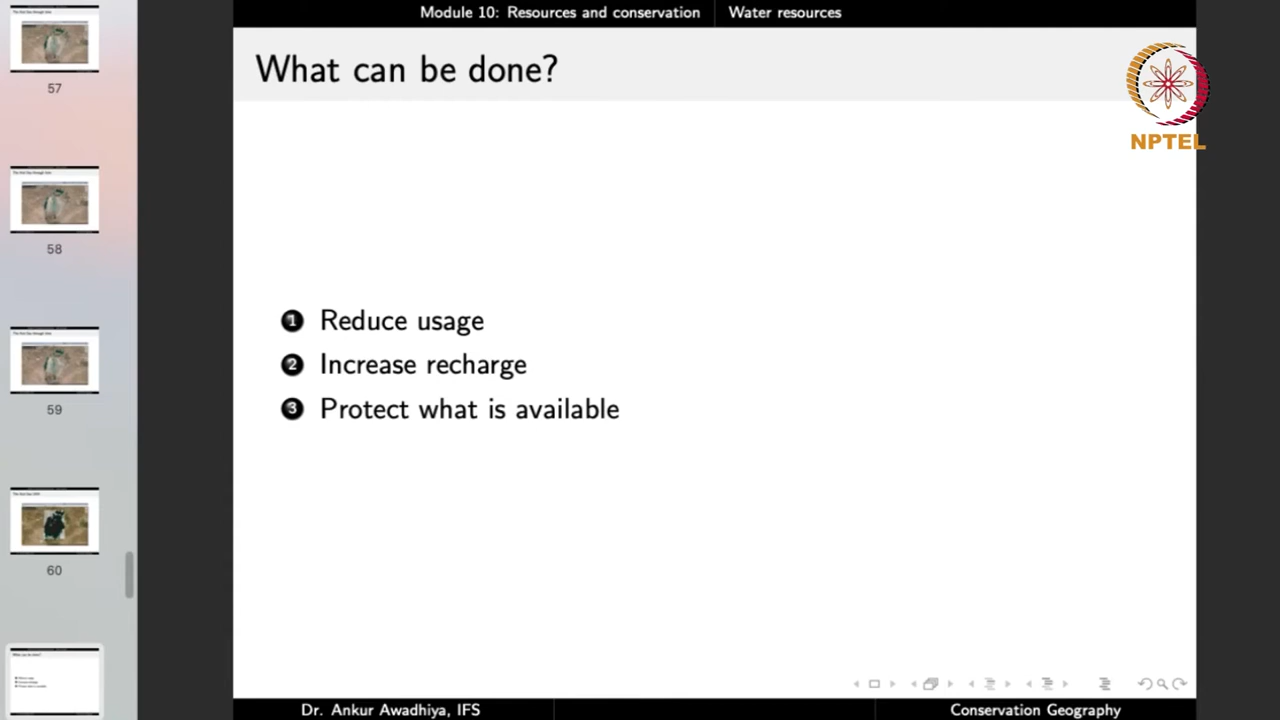 Module 10: Resources and conservation
Water resources
What can be done?
NPTEL
1 Reduce usage
2 Increase recharge
3 Protect what is available
57
58
59
60
Dr. Ankur Awadhiya, IFS
Conservation Geography